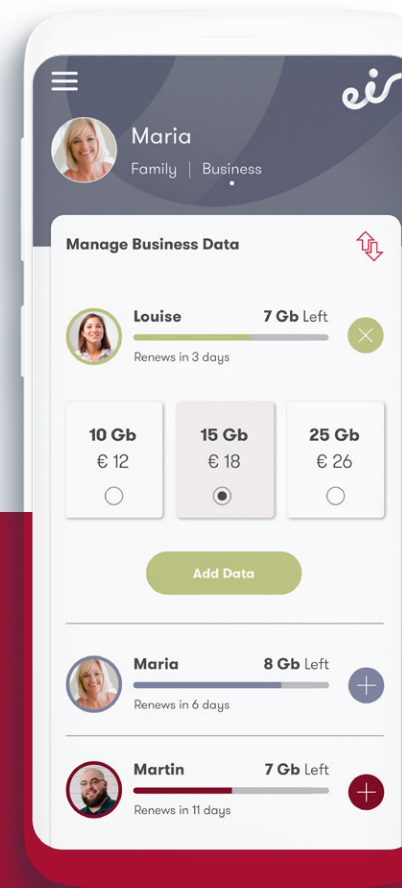 eir
Maria
Family | Business
Manage Business Data
Louise 7 Gb Left
Renews in 3 days
10 Gb 15 Gb 25 Gb
€ 12 € 18 € 26
Add Data
Maria 8 Gb Left
Renews in 6 days
Martin 7 Gb Left
Renews in 11 days